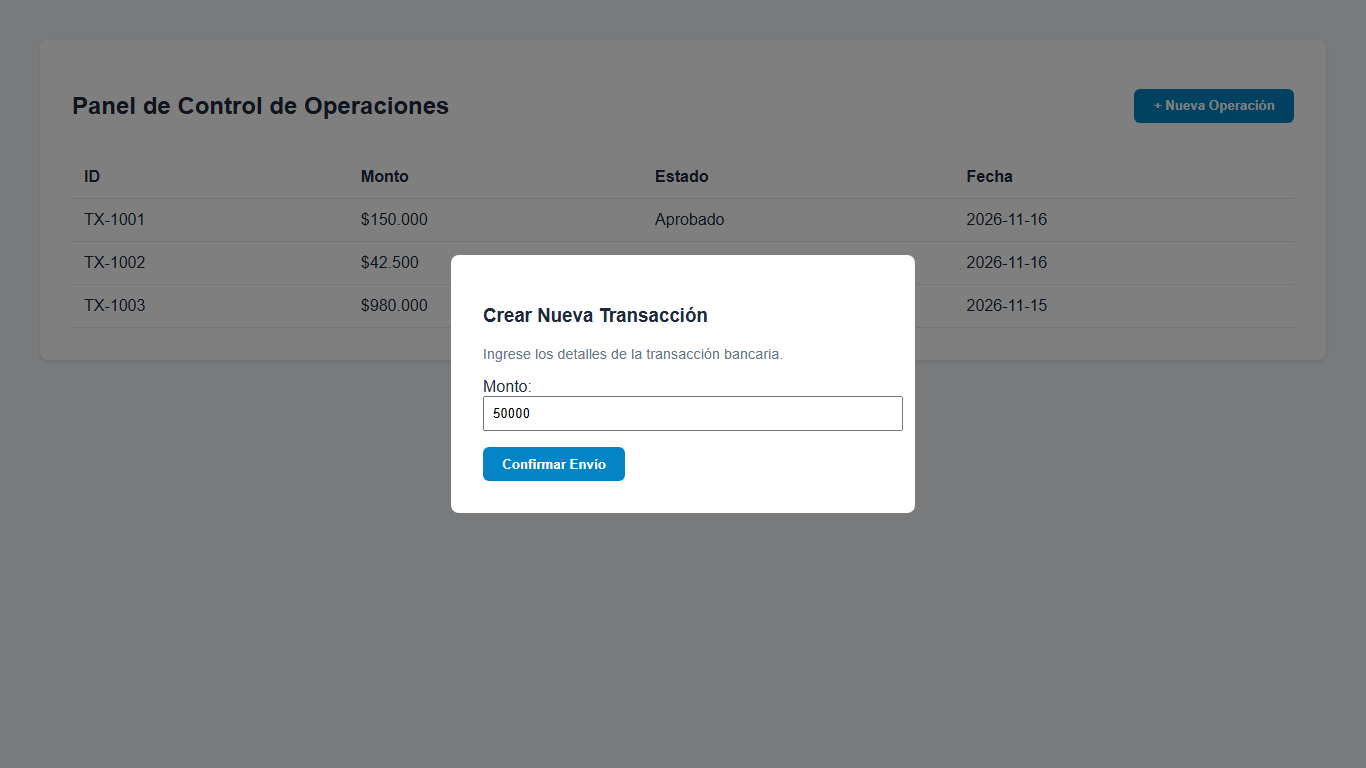 Panel de Control de Operaciones
+ Nueva Operación
ID Monto Estado Fecha
TX-1001 $150.000 Aprobado 2026-11-16
TX-1002 $42.500 2026-11-16
TX-1003 $980.000 2026-11-15
Crear Nueva Transacción
Ingrese los detalles de la transacción bancaria.
Monto:
50000
Confirmar Envío